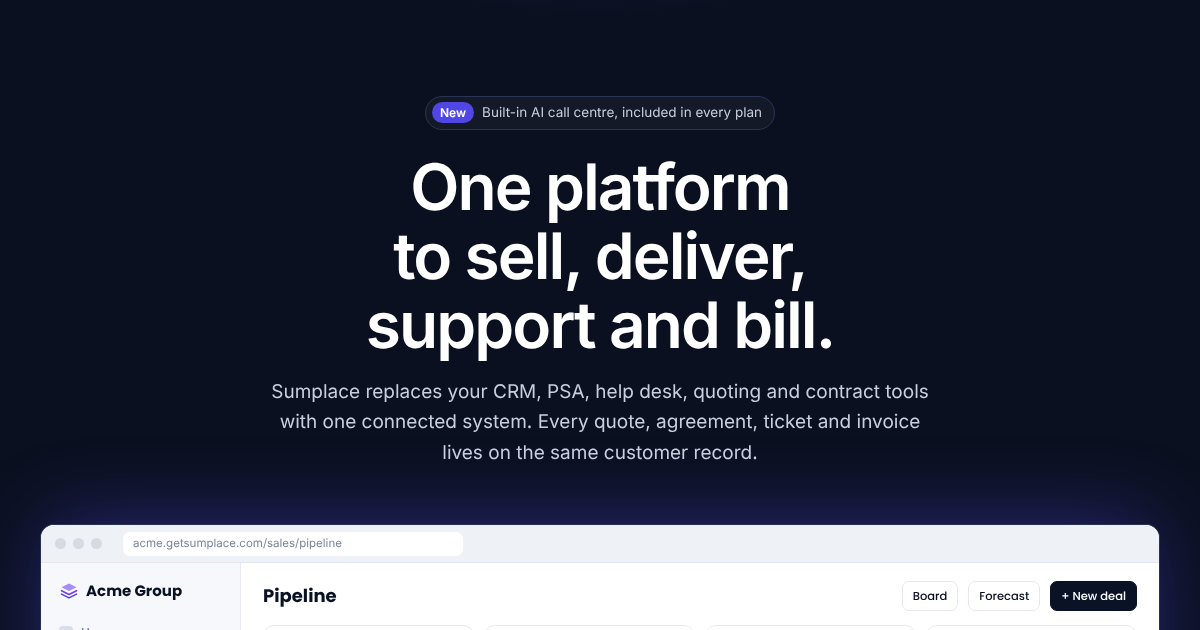 New Built-in AI call centre, included in every plan
One platform
to sell, deliver,
support and bill.
Sumplace replaces your CRM, PSA, help desk, quoting and contract tools
with one connected system. Every quote, agreement, ticket and invoice
lives on the same customer record.
acme.getsumplace.com/sales/pipeline
Acme Group
Pipeline
Board
Forecast
+ New deal